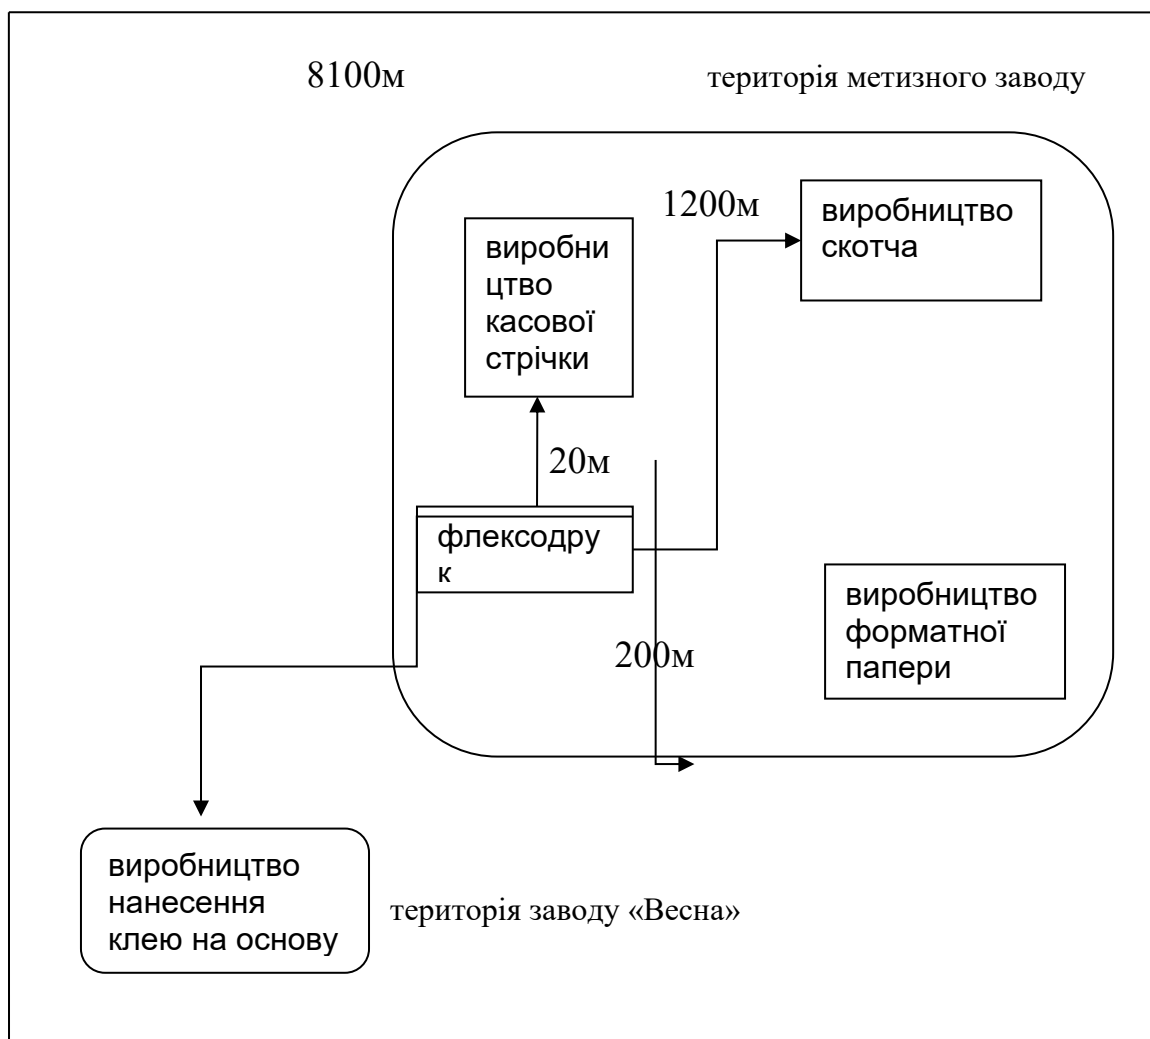 8100м
територія метизного заводу
1200м
виробництво
скотча
виробни
цтво
касової
стрічки
20м
флексодру
к
виробництво
форматної
папери
200м
виробництво
нанесення
клею на основу
територія заводу «Весна»